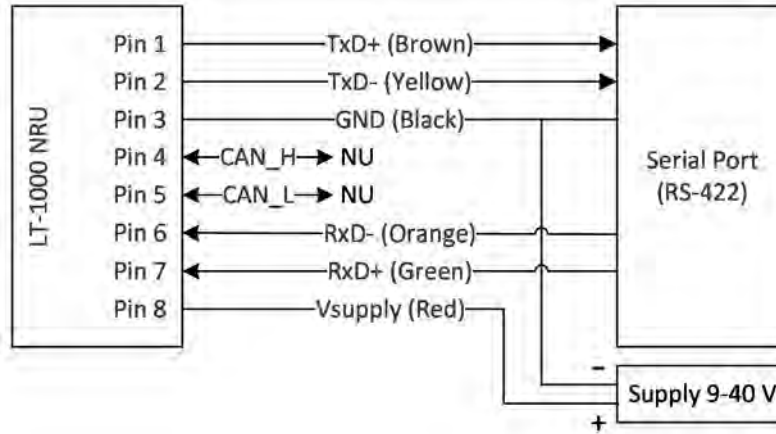 LT-1000 NRU
Pin 1 TxD+ (Brown)
Pin 2 TxD- (Yellow)
Pin 3 GND (Black)
Pin 4 CAN_H NU
Pin 5 CAN_L NU
Pin 6 RxD- (Orange)
Pin 7 RxD+ (Green)
Pin 8 Vsupply (Red)
Serial Port
(RS-422)
-
Supply 9-40 V
+